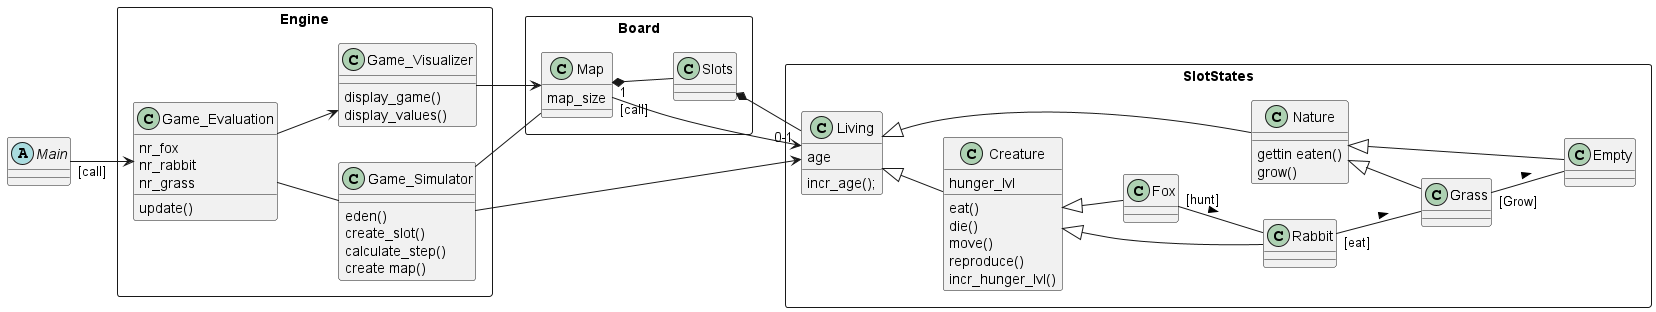 Engine
Board
SlotStates
A Main
[call]
C Game_Evaluation
nr_fox
nr_rabbit
nr_grass
update()
C Game_Visualizer
display_game()
display_values()
C Game_Simulator
eden()
create_slot()
calculate_step()
create map()
C Map
map_size
1
[call]
C Slots
0-1
C Living
age
incr_age();
C Creature
hunger_lvl
eat()
die()
move()
reproduce()
incr_hunger_lvl()
C Fox
[hunt]
C Nature
gettin eaten()
grow()
C Rabbit
[eat]
C Grass
[Grow]
C Empty